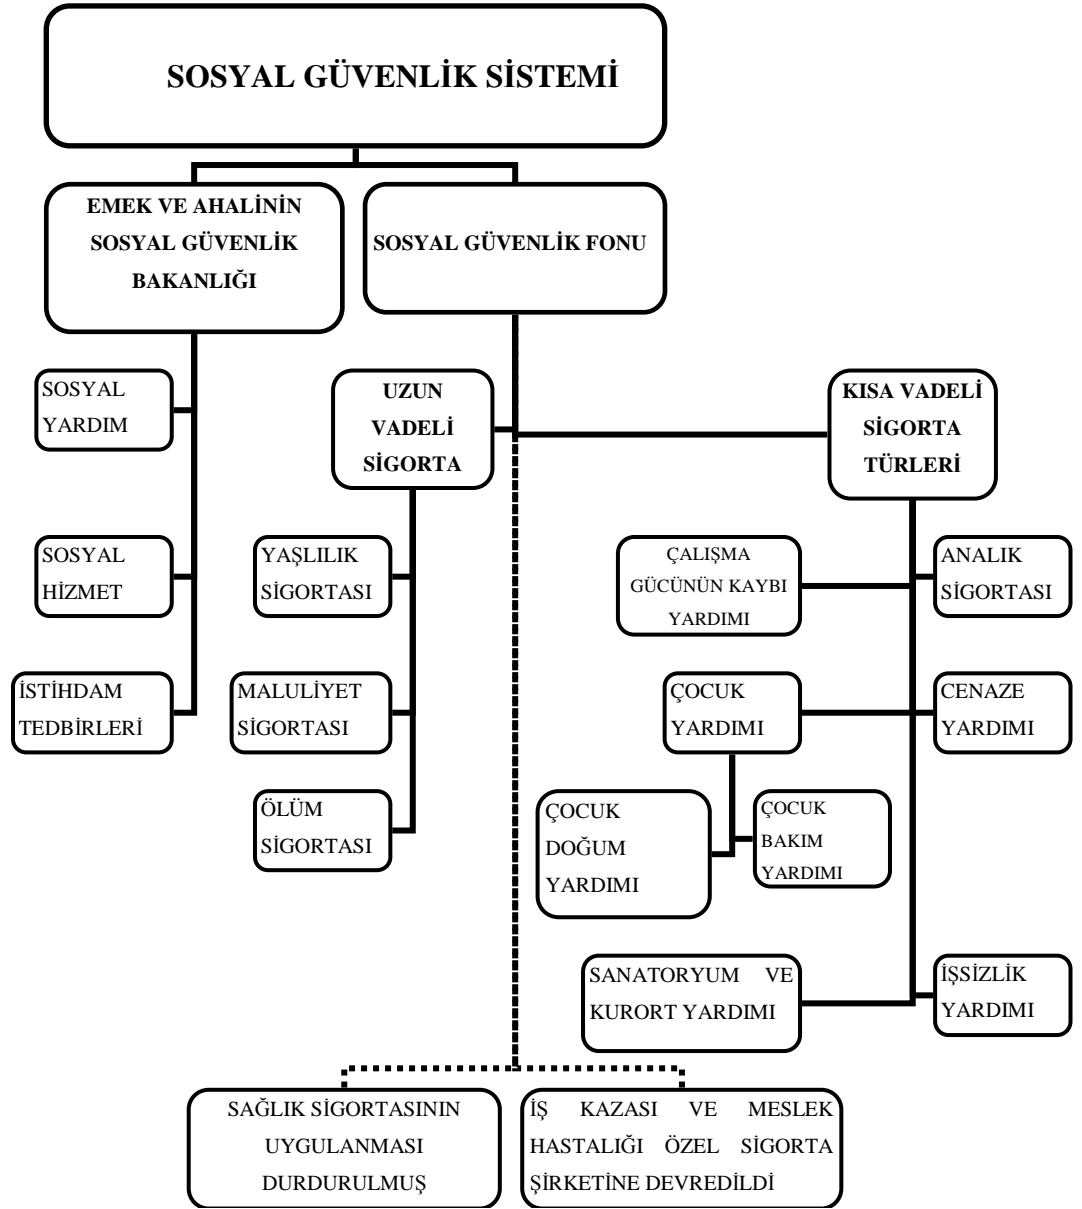 SOSYAL GÜVENLİK SİSTEMİ
EMEK VE AHALİNİN
SOSYAL GÜVENLİK
BAKANLIĞI
SOSYAL GÜVENLİK FONU
SOSYAL
YARDIM
UZUN
VADELİ
SİGORTA
KISA VADELİ
SİGORTA
TÜRLERİ
SOSYAL
HİZMET
YAŞLILIK
SİGORTASI
ÇALIŞMA
GÜCÜNÜN KAYBI
YARDIMI
ANALIK
SİGORTASI
İSTİHDAM
TEDBİRLERİ
MALULİYET
SİGORTASI
ÇOCUK
YARDIMI
CENAZE
YARDIMI
ÖLÜM
SİGORTASI
ÇOCUK
DOĞUM
YARDIMI
ÇOCUK
BAKIM
YARDIMI
SANATORYUM VE
KURORT YARDIMI
İŞSİZLİK
YARDIMI
SAĞLIK SİGORTASININ
UYGULANMASI
DURDURULMUŞ
İŞ KAZASI VE MESLEK
HASTALIĞI ÖZEL SİGORTA
ŞİRKETİNE DEVREDİLDİ